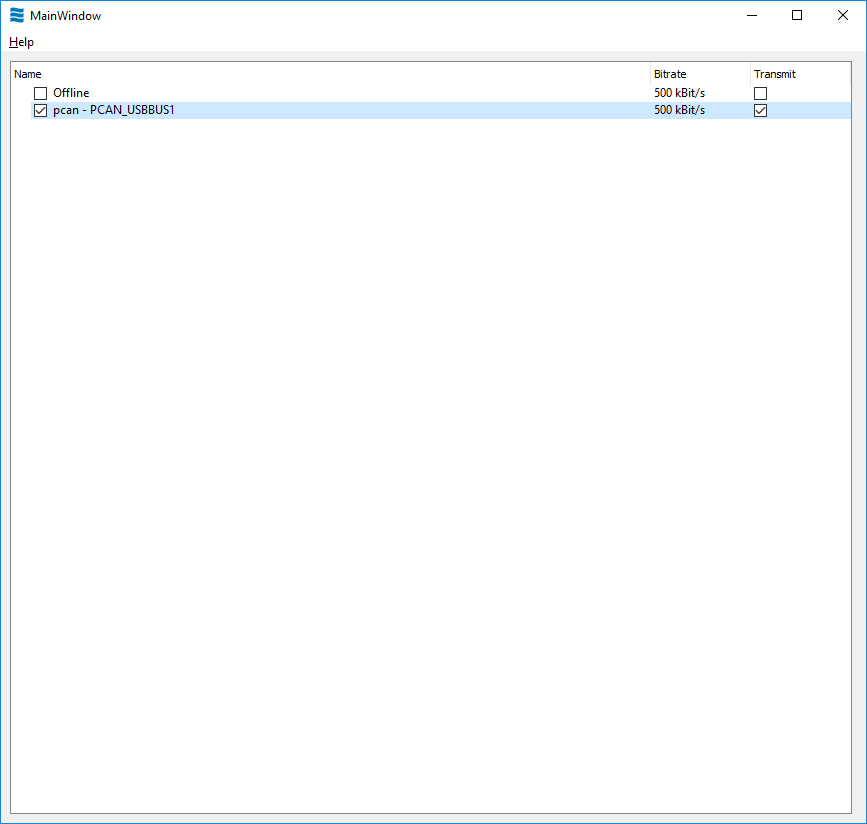 MainWindow
Help
Name Bitrate Transmit
Offline 500 kBit/s
pcan - PCAN_USBBUS1 500 kBit/s